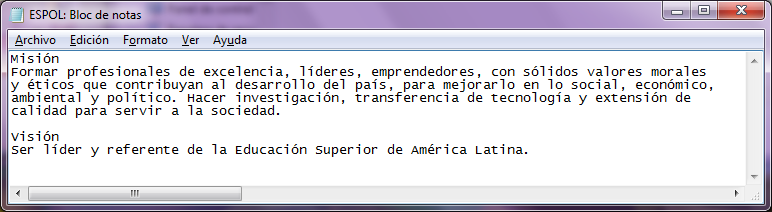 ESPOL: Bloc de notas
Archivo Edición Formato Ver Ayuda
Misión
Formar profesionales de excelencia, líderes, emprendedores, con sólidos valores morales
y éticos que contribuyan al desarrollo del país, para mejorarlo en lo social, económico,
ambiental y político. Hacer investigación, transferencia de tecnología y extensión de
calidad para servir a la sociedad.
Visión
Ser líder y referente de la Educación Superior de América Latina.